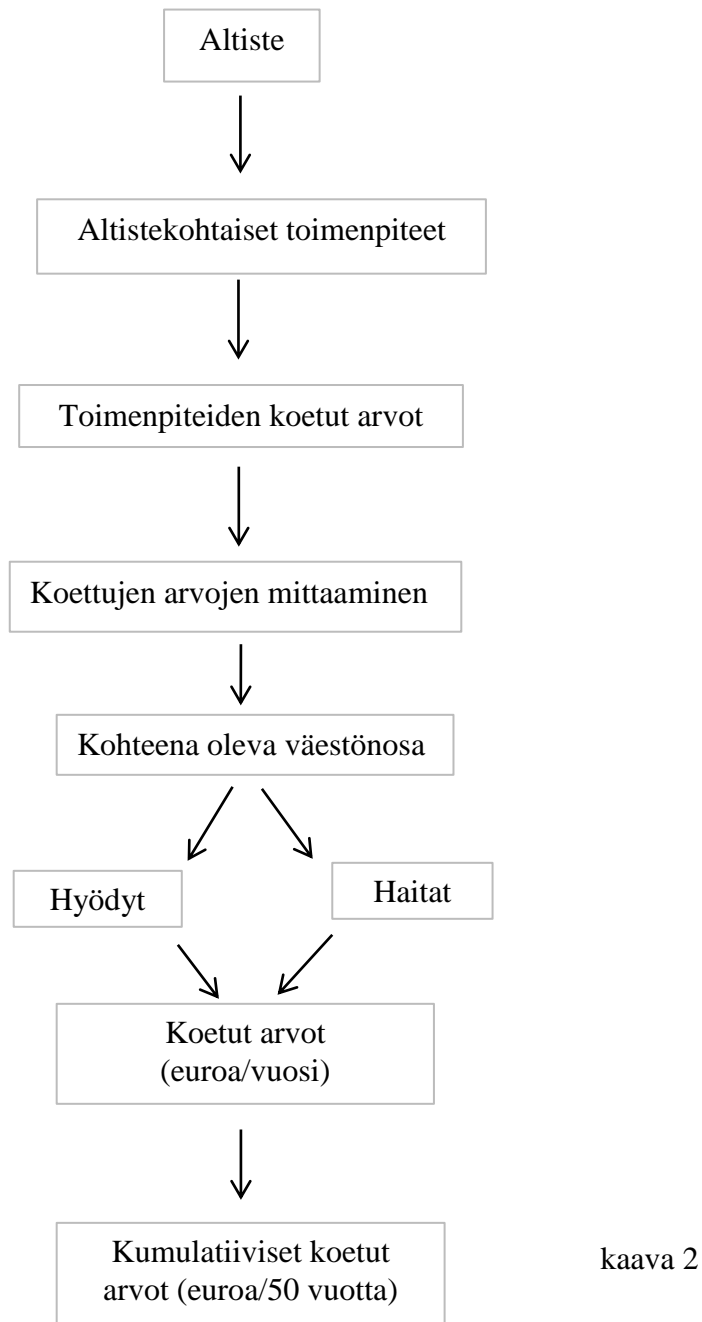 Altiste
Altistekohtaiset toimenpiteet
Toimenpiteiden koetut arvot
Koettujen arvojen mittaaminen
Kohteena oleva väestönosa
Hyödyt
Haitat
Koetut arvot
(euroa/vuosi)
Kumulatiiviset koetut
arvot (euroa/50 vuotta)
kaava 2